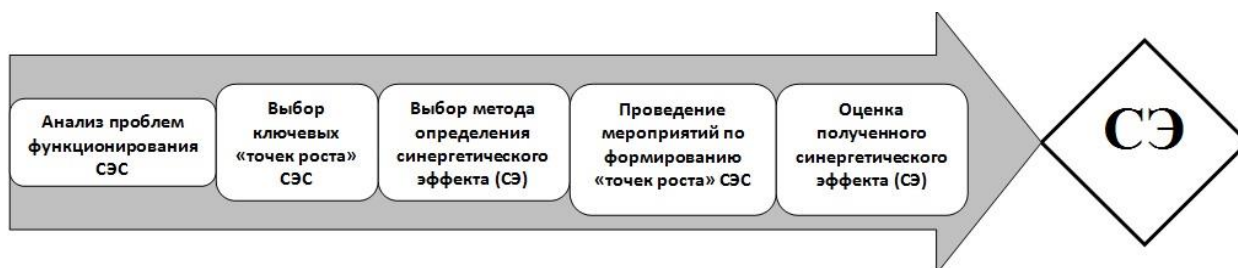 Анализ проблем
функционирования
СЭС
Выбор
ключевых
«точек роста»
СЭС
Выбор метода
определения
синергетического
эффекта (СЭ)
Проведение
мероприятий по
формированию
«точек роста» СЭС
Оценка
полученного
синергетического
эффекта (СЭ)
СЭ